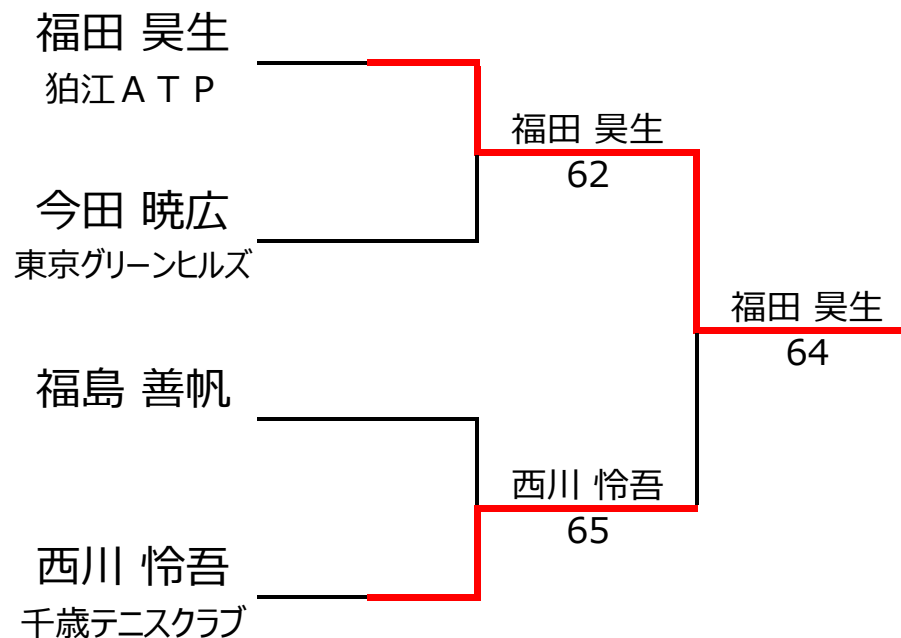 福田 昊生
狛江ＡＴＰ
今田 暁広
東京グリーンヒルズ
福島 善帆
西川 怜吾
千歳テニスクラブ
福田 昊生
62
西川 怜吾
65
福田 昊生
64